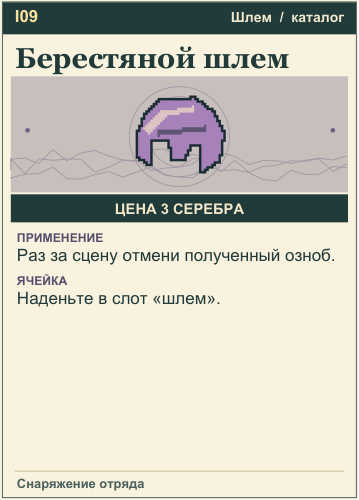 I09
Шлем / каталог
Берестяной шлем
ЦЕНА 3 СЕРЕБРА
ПРИМЕНЕНИЕ
Раз за сцену отмени полученный озноб.
ЯЧЕЙКА
Наденьте в слот «шлем».
Снаряжение отряда